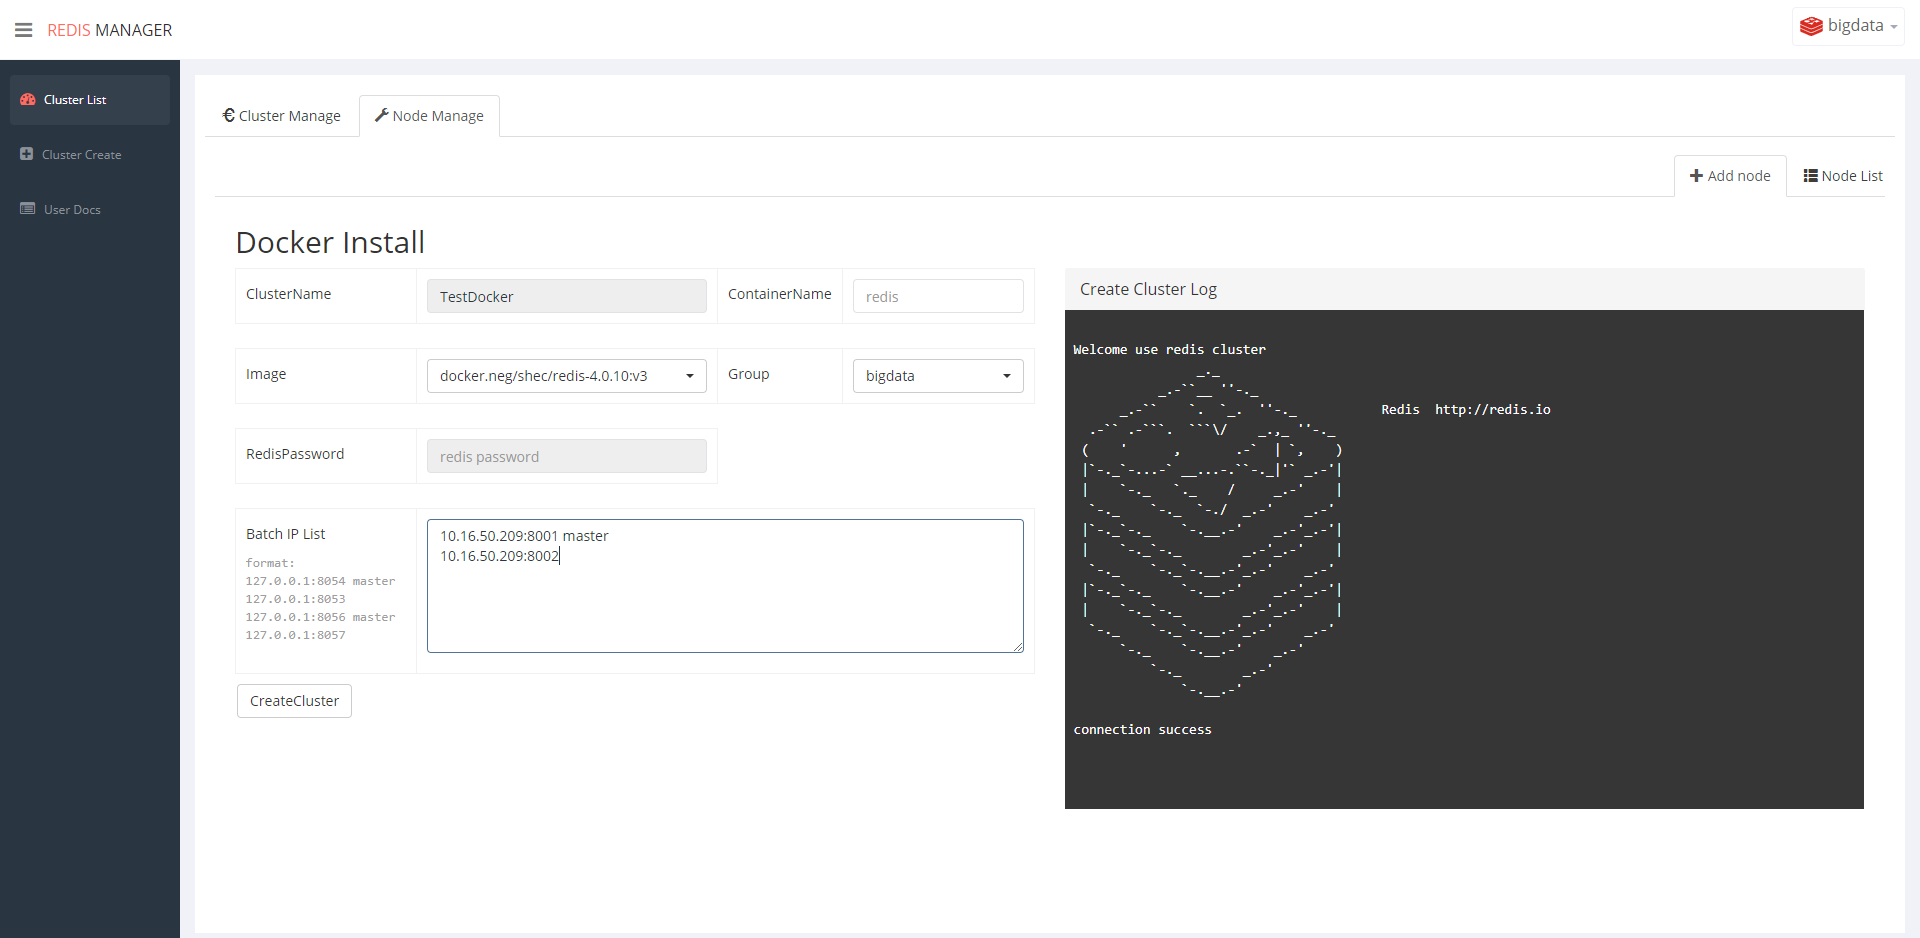 REDIS MANAGER
bigdata
Cluster List
Cluster Create
User Docs
Cluster Manage
Node Manage
Add node
Node List
Docker Install
ClusterName
TestDocker
ContainerName
redis
Image
docker.neg/shec/redis-4.0.10:v3
Group
bigdata
RedisPassword
redis password
Batch IP List
format:
127.0.0.1:8054 master
127.0.0.1:8053
127.0.0.1:8056 master
127.0.0.1:8057
10.16.50.209:8001 master
10.16.50.209:8002
CreateCluster
Create Cluster Log
Welcome use redis cluster
Redis http://redis.io
connection success